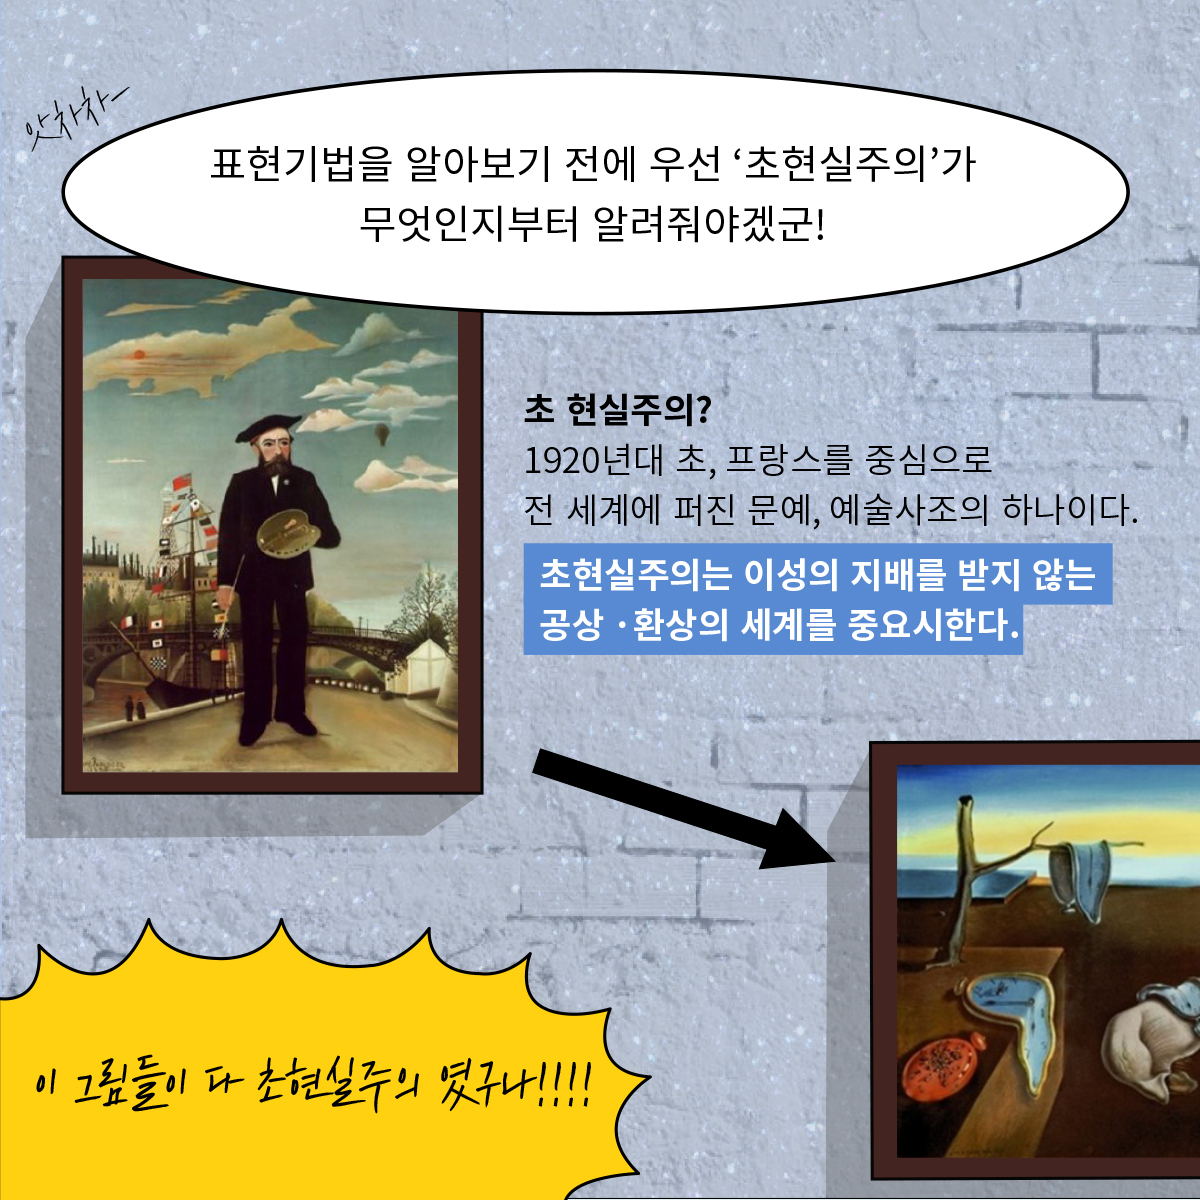 앗차차-
표현기법을 알아보기 전에 우선 ‘초현실주의’가
무엇인지부터 알려줘야겠군!
초 현실주의?
1920년대 초, 프랑스를 중심으로
전 세계에 퍼진 문예, 예술사조의 하나이다.
초현실주의는 이성의 지배를 받지 않는
공상 · 환상의 세계를 중요시한다.
이 그림들이 다 초현실주의 였구나!!!!